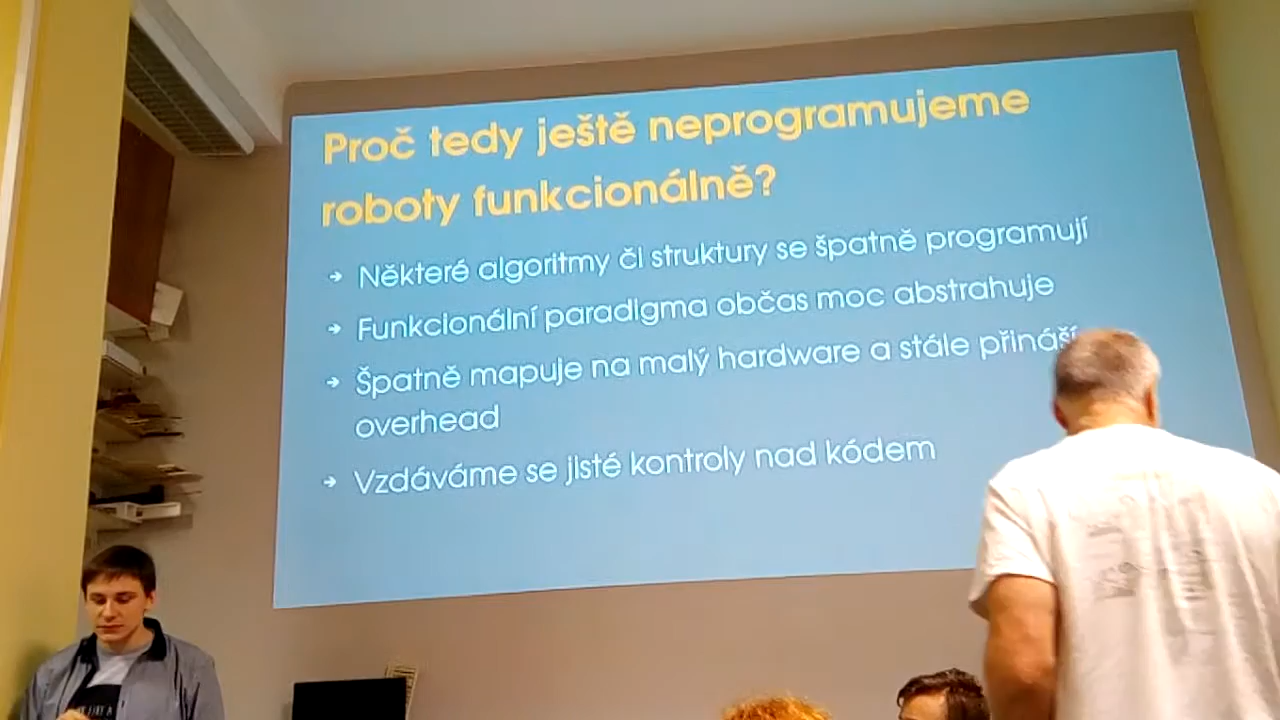 Proč tedy ještě neprogramujeme
roboty funkcionálně?
Některé algoritmy či struktury se špatně programují
Funkcionální paradigma občas moc abstrahuje
Špatně mapuje na malý hardware a stále přináší
overhead
Vzdáváme se jisté kontroly nad kódem